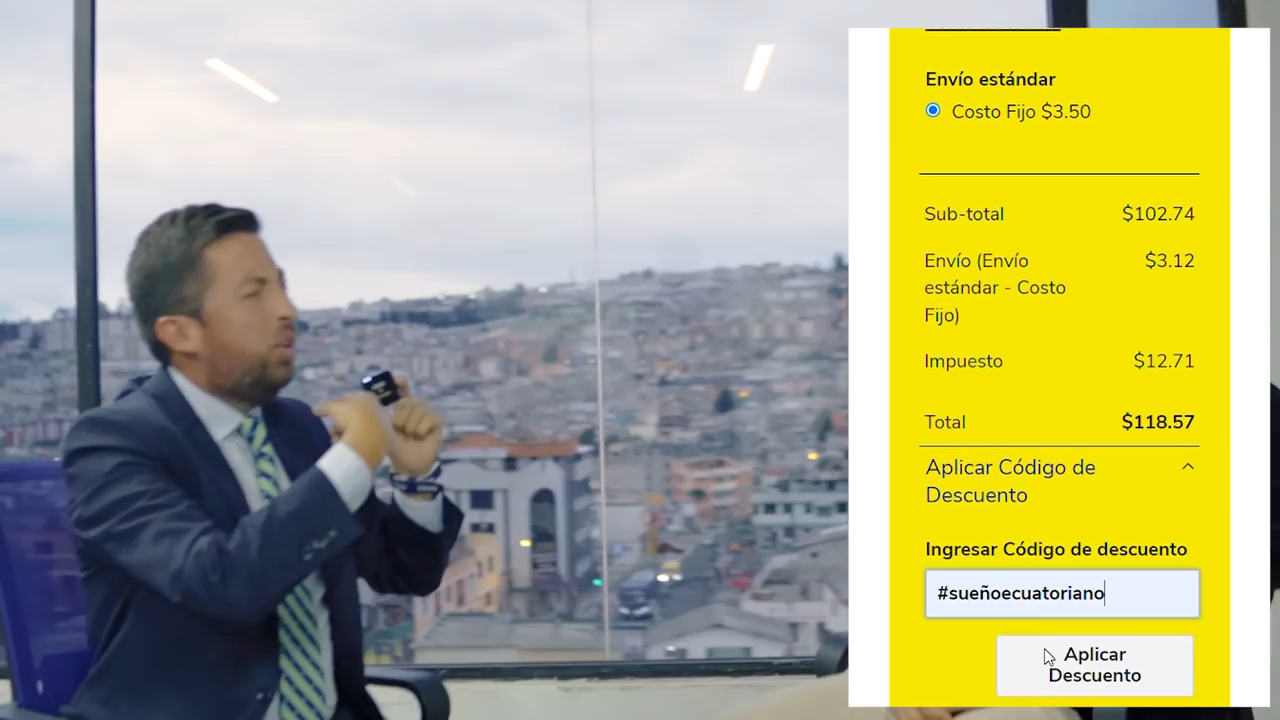 Envío estándar
Costo Fijo $3.50
Sub-total $102.74
Envío (Envío $3.12
estándar - Costo
Fijo)
Impuesto $12.71
Total $118.57
Aplicar Código de
Descuento
Ingresar Código de descuento
#sueñoecuatoriano
Aplicar
Descuento